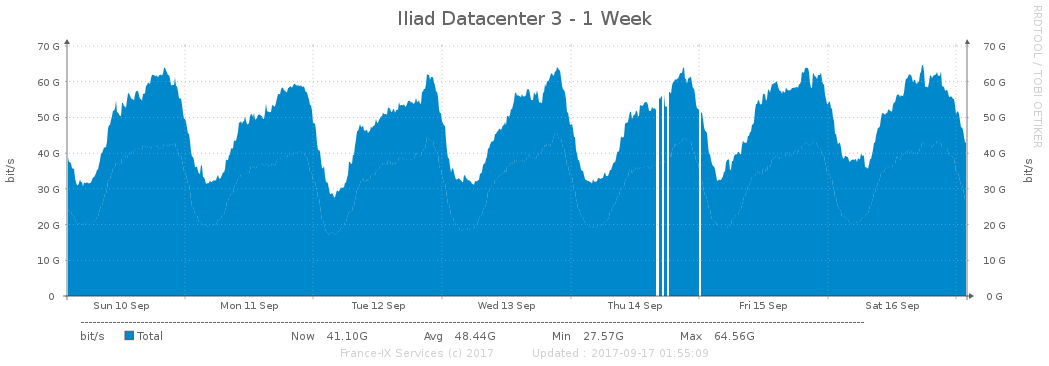 Iliad Datacenter 3 - 1 Week
RRDTOOL / TOBI OETIKER
70 G 70 G
60 G 60 G
50 G 50 G
40 G 40 G
30 G 30 G
20 G 20 G
10 G 10 G
0 0 G
bit/s bit/s
Sun 10 Sep Mon 11 Sep Tue 12 Sep Wed 13 Sep Thu 14 Sep Fri 15 Sep Sat 16 Sep
bit/s Total Now 41.10G Avg 48.44G Min 27.57G Max 64.56G
France-IX Services (c) 2017 Updated : 2017-09-17 01:55:09